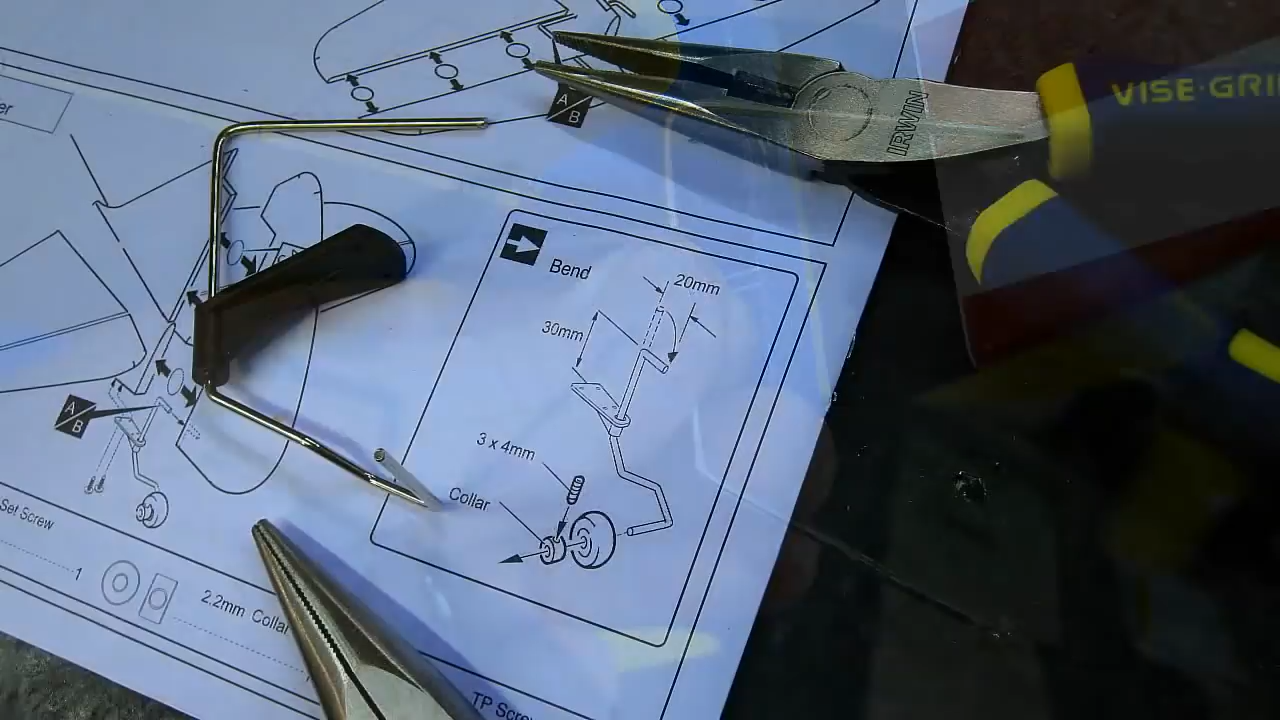 A
B
VISE-GRI
IRWIN
Bend
20mm
30mm
A
B
3 x 4mm
Collar
Set Screw
1
2.2mm Collar
TP Scre